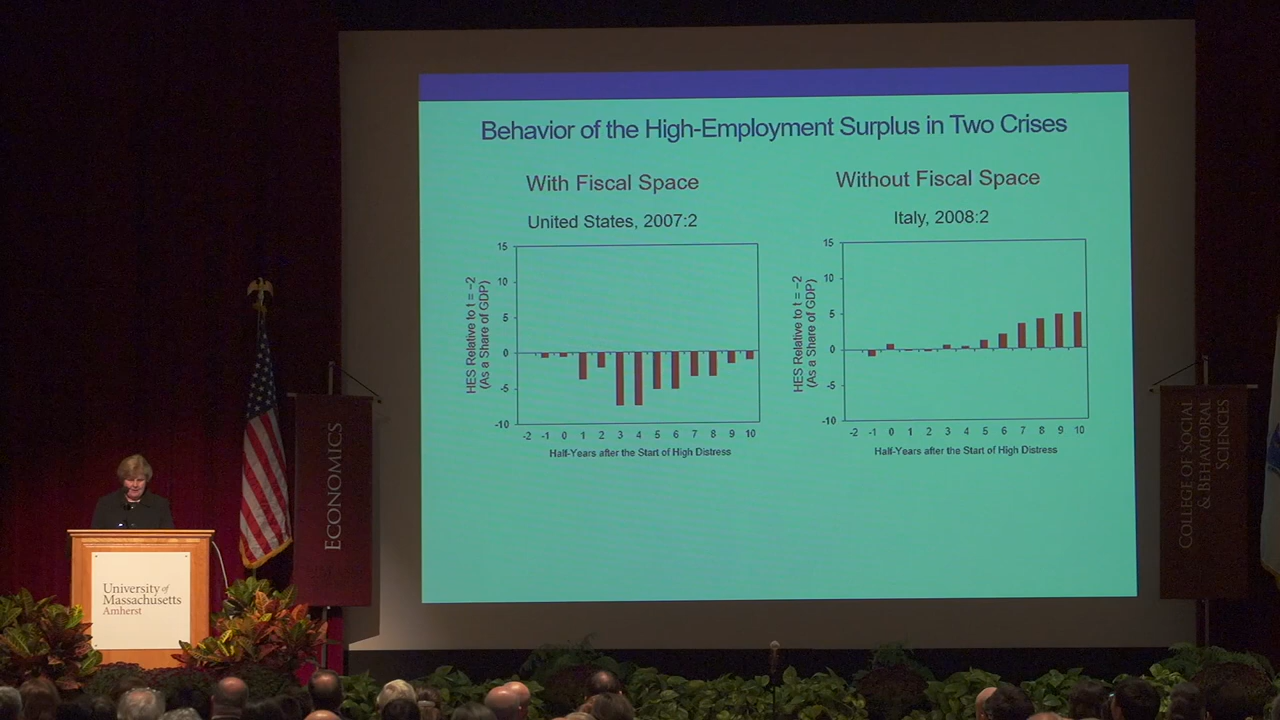 Behavior of the High-Employment Surplus in Two Crises
With Fiscal Space
United States, 2007:2
15
10
5
0
-5
-10
HES Relative to t = −2
(As a Share of GDP)
-2 -1 0 1 2 3 4 5 6 7 8 9 10
Half-Years after the Start of High Distress
Without Fiscal Space
Italy, 2008:2
15
10
5
0
-5
-10
HES Relative to t = −2
(As a Share of GDP)
-2 -1 0 1 2 3 4 5 6 7 8 9 10
Half-Years after the Start of High Distress
ECONOMICS
COLLEGE OF SOCIAL
& BEHAVIORAL
SCIENCES
University of
Massachusetts
Amherst